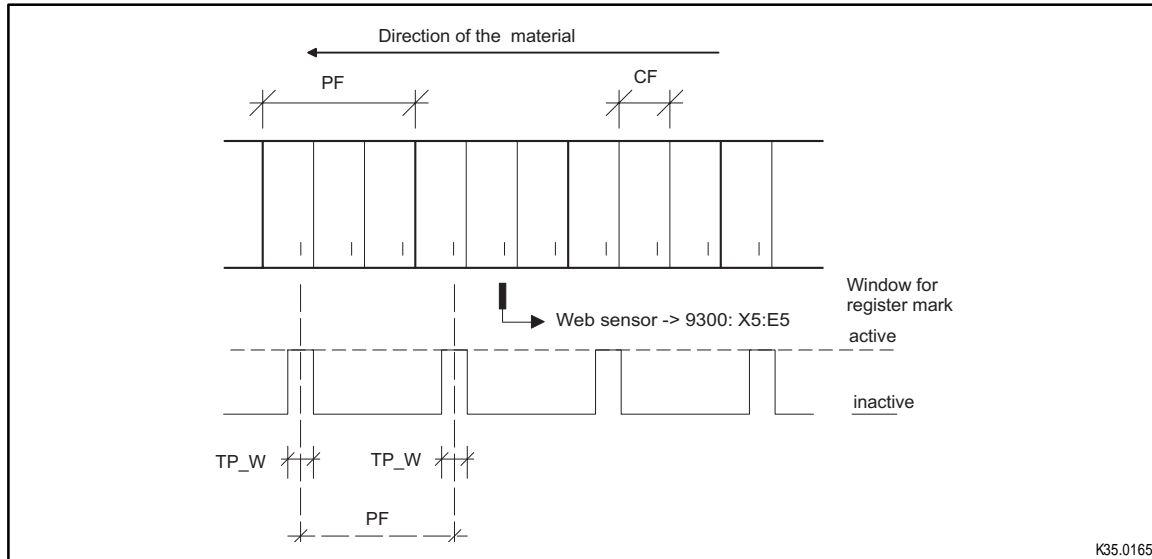 Direction of the material
PF
CF
Window for
register mark
Web sensor -> 9300: X5:E5
active
inactive
TP_W
TP_W
PF
K35.0165